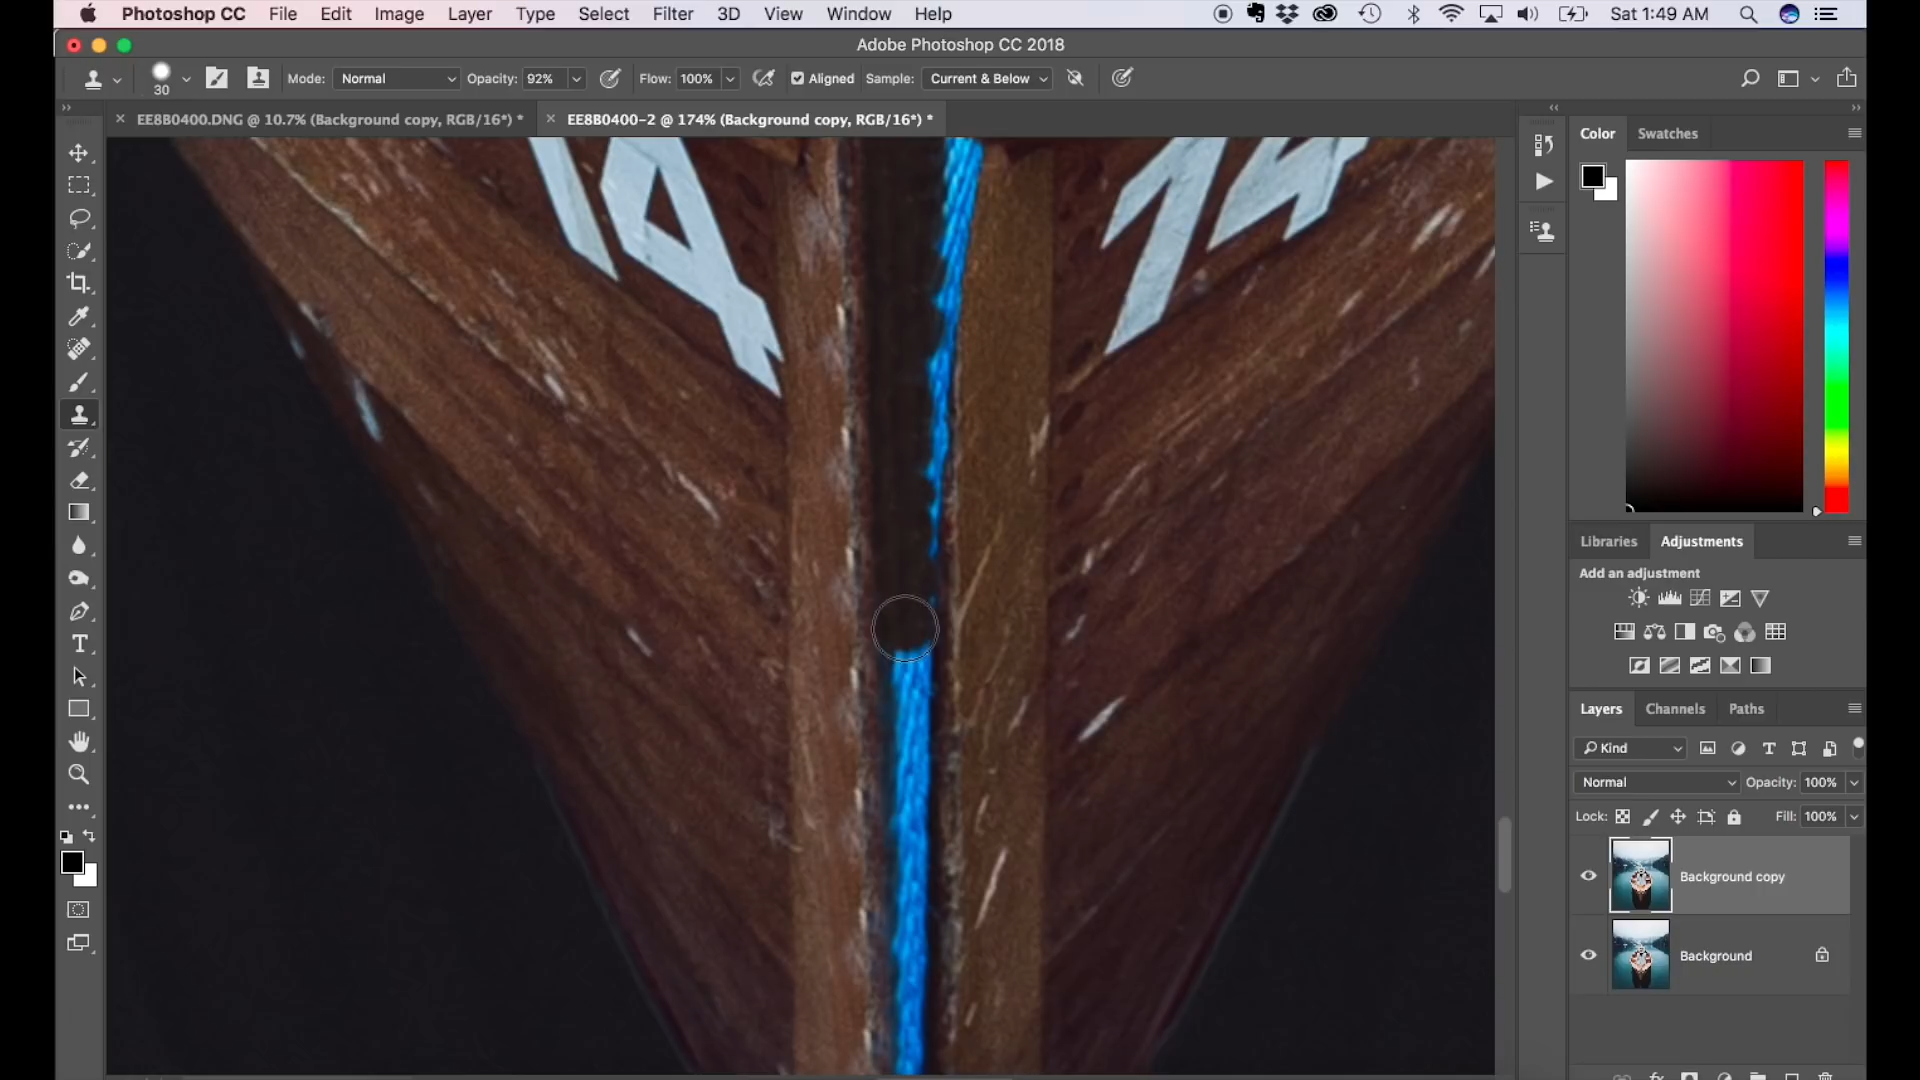 Photoshop CC File Edit Image Layer Type Select Filter 3D View Window Help Sat 1:49 AM
Adobe Photoshop CC 2018
30 Mode: Normal Opacity: 92% Flow: 100% Aligned Sample: Current & Below
EE8B0400.DNG @ 10.7% (Background copy, RGB/16*) * EE8B0400-2 @ 174% (Background copy, RGB/16*) *
Color Swatches
14 14
Libraries Adjustments
Add an adjustment
Layers Channels Paths
Kind
Normal Opacity: 100%
Lock: Fill: 100%
Background copy
Background